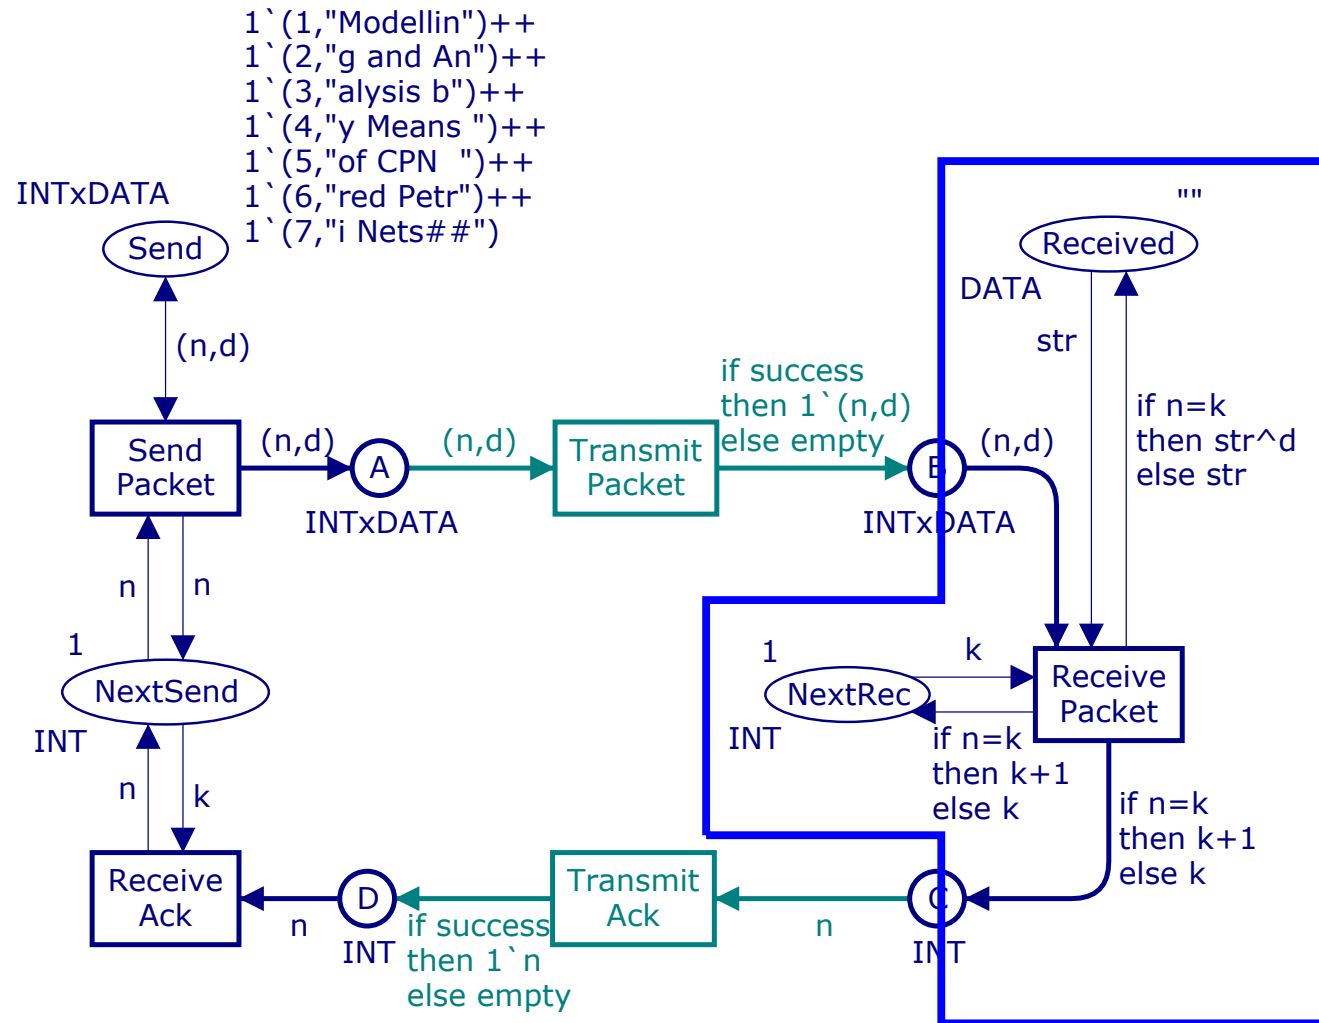 1`(1,"Modellin")++
1`(2,"g and An")++
1`(3,"alysis b")++
1`(4,"y Means ")++
1`(5,"of CPN  ")++
1`(6,"red Petr")++
1`(7,"i Nets##")
INTxDATA
Send
(n,d)
Send
Packet
(n,d)
A
INTxDATA
(n,d)
Transmit
Packet
if success
then 1`(n,d)
else empty
B
INTxDATA
(n,d)
""
Received
DATA
str
if n=k
then str^d
else str
n
n
1
NextSend
INT
n
k
1
NextRec
INT
k
if n=k
then k+1
else k
Receive
Packet
if n=k
then k+1
else k
Receive
Ack
n
D
INT
if success
then 1`n
else empty
Transmit
Ack
n
C
INT